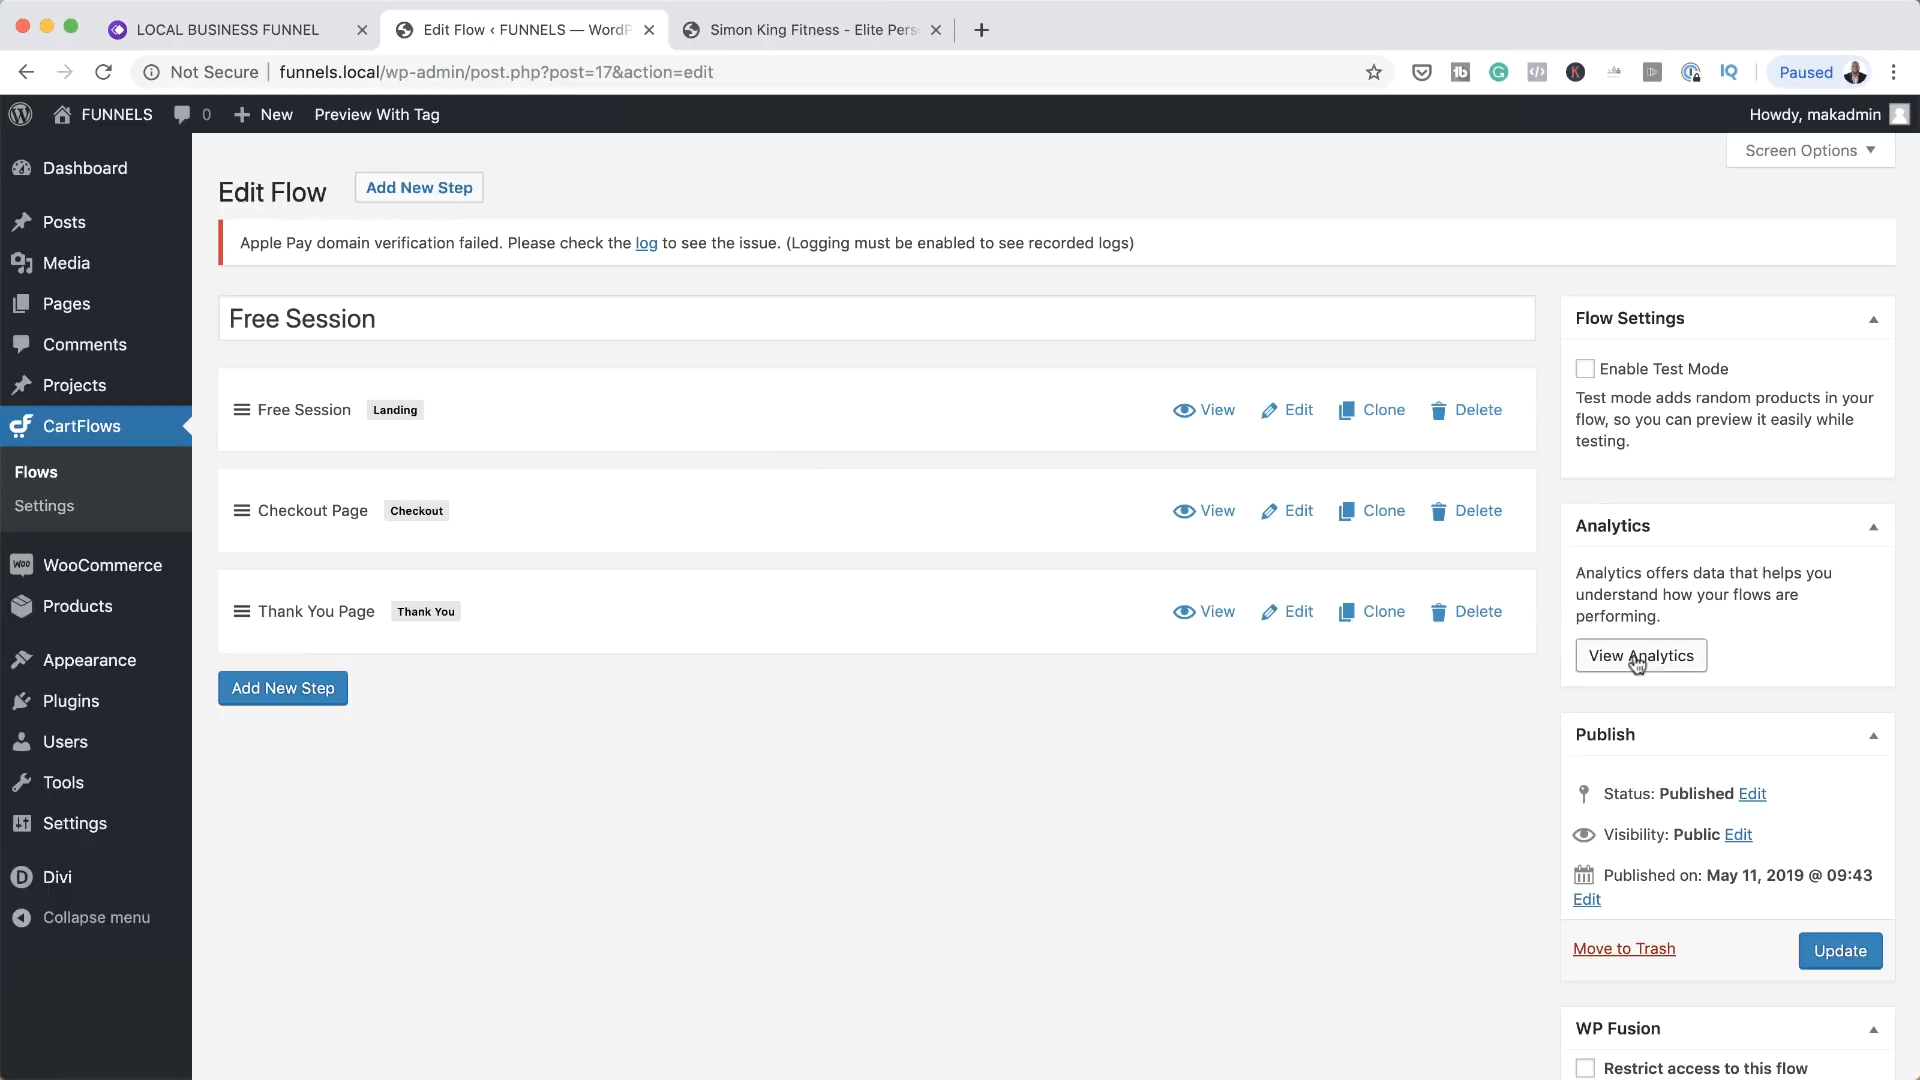 LOCAL BUSINESS FUNNEL
Edit Flow ‹ FUNNELS — WordP
Simon King Fitness - Elite Pers
Not Secure
funnels.local/wp-admin/post.php?post=17&action=edit
Paused
FUNNELS
0
New
Preview With Tag
Howdy, makadmin
Screen Options
Dashboard
Posts
Media
Pages
Comments
Projects
CartFlows
Flows
Settings
WooCommerce
Products
Appearance
Plugins
Users
Tools
Settings
Divi
Collapse menu
Edit Flow
Add New Step
Apple Pay domain verification failed. Please check the log to see the issue. (Logging must be enabled to see recorded logs)
Free Session
Free Session Landing View Edit Clone Delete
Checkout Page Checkout View Edit Clone Delete
Thank You Page Thank You View Edit Clone Delete
Add New Step
Flow Settings
Enable Test Mode
Test mode adds random products in your
flow, so you can preview it easily while
testing.
Analytics
Analytics offers data that helps you
understand how your flows are
performing.
View Analytics
Publish
Status: Published Edit
Visibility: Public Edit
Published on: May 11, 2019 @ 09:43
Edit
Move to Trash
Update
WP Fusion
Restrict access to this flow